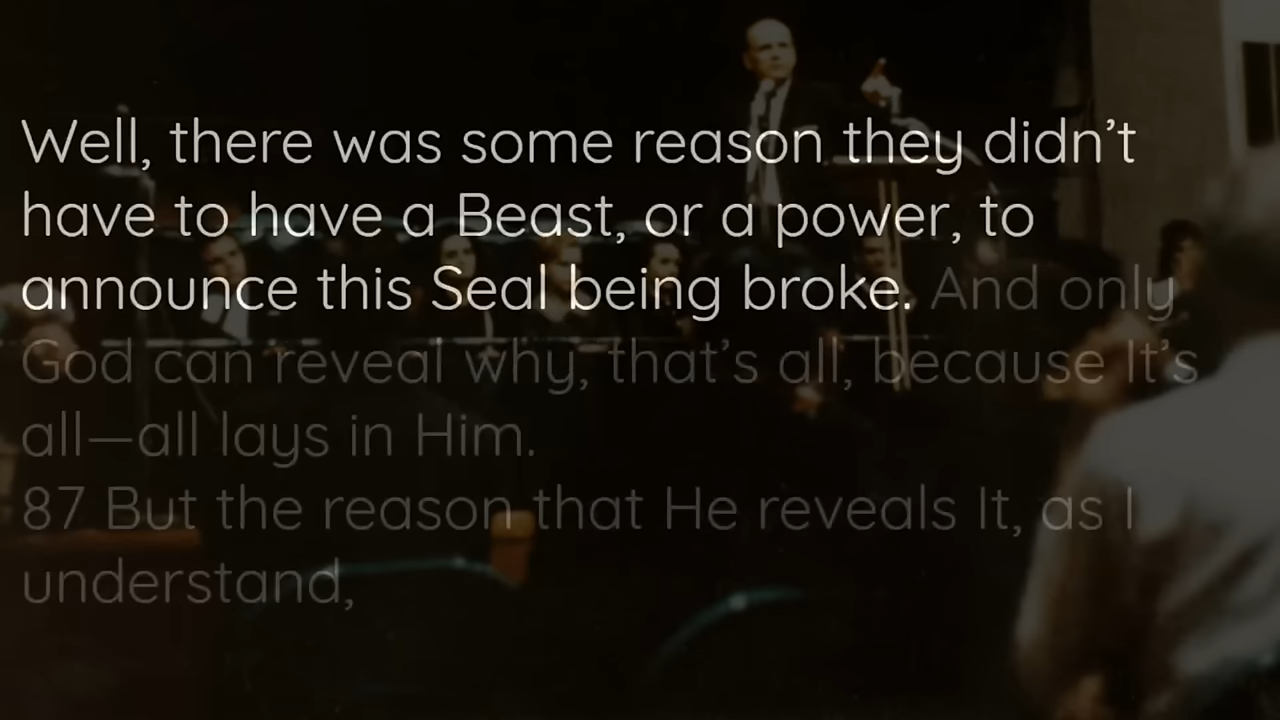 Well, there was some reason they didn’t
have to have a Beast, or a power, to
announce this Seal being broke. And only
God can reveal why, that’s all, because It’s
all—all lays in Him.
87 But the reason that He reveals It, as I
understand,